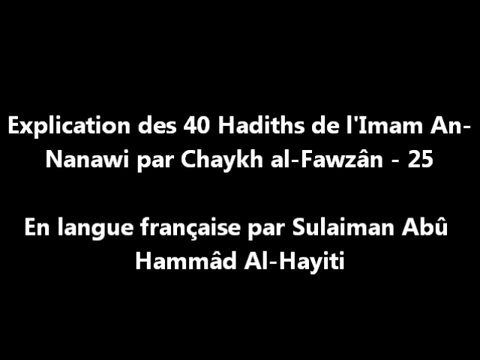 Explication des 40 Hadiths de l'Imam An-
Nanawi par Chaykh al-Fawzân - 25
En langue française par Sulaiman Abû
Hammâd Al-Hayiti